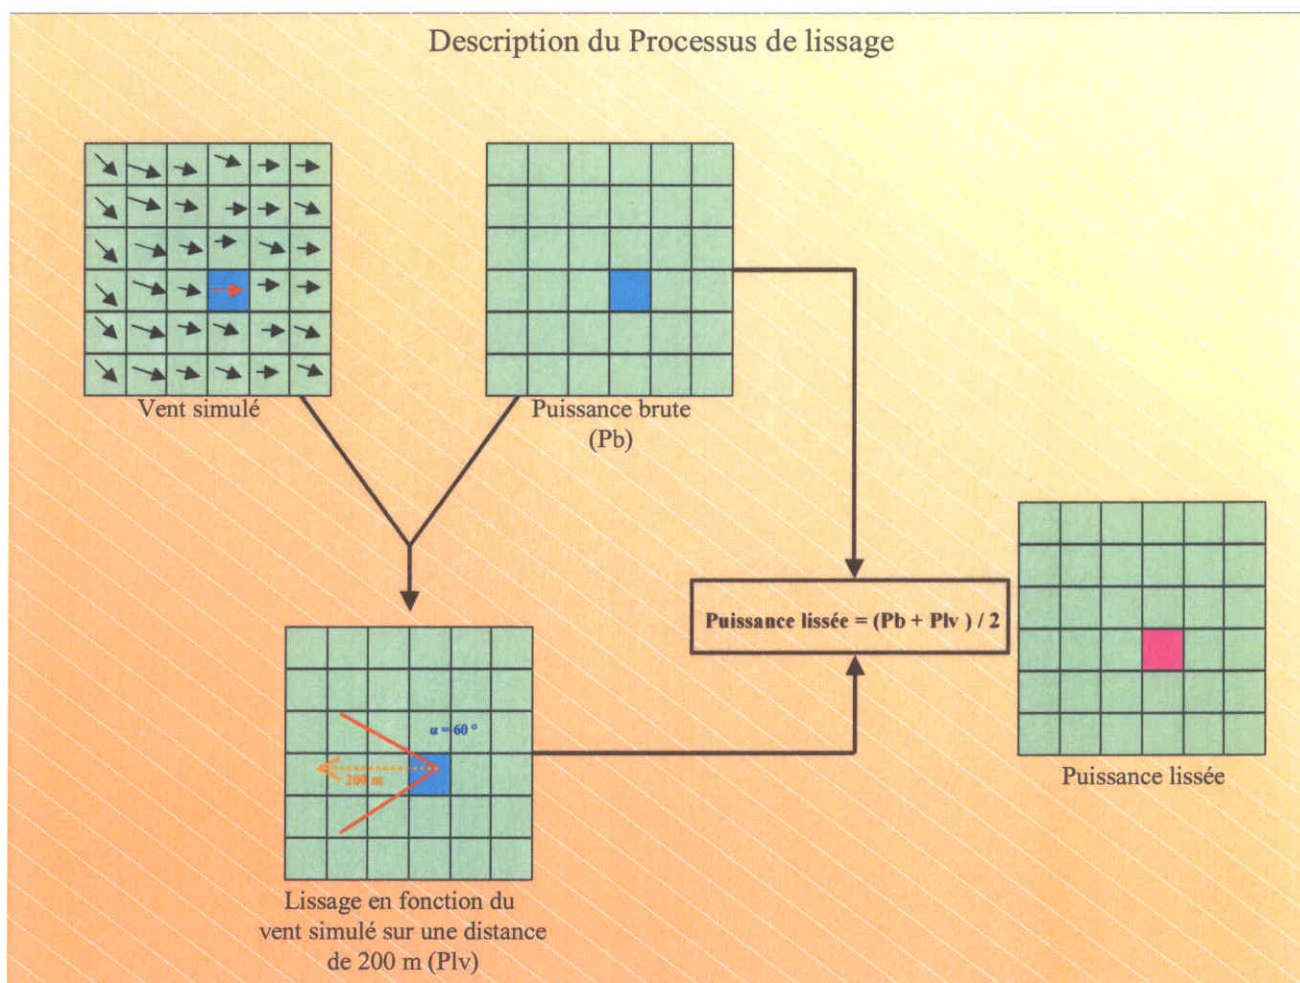 Description du Processus de lissage
Vent simulé
Puissance brute
(Pb)
Puissance lissée = (Pb + Plv ) / 2
α = 60 °
200 m
Puissance lissée
Lissage en fonction du
vent simulé sur une distance
de 200 m (Plv)